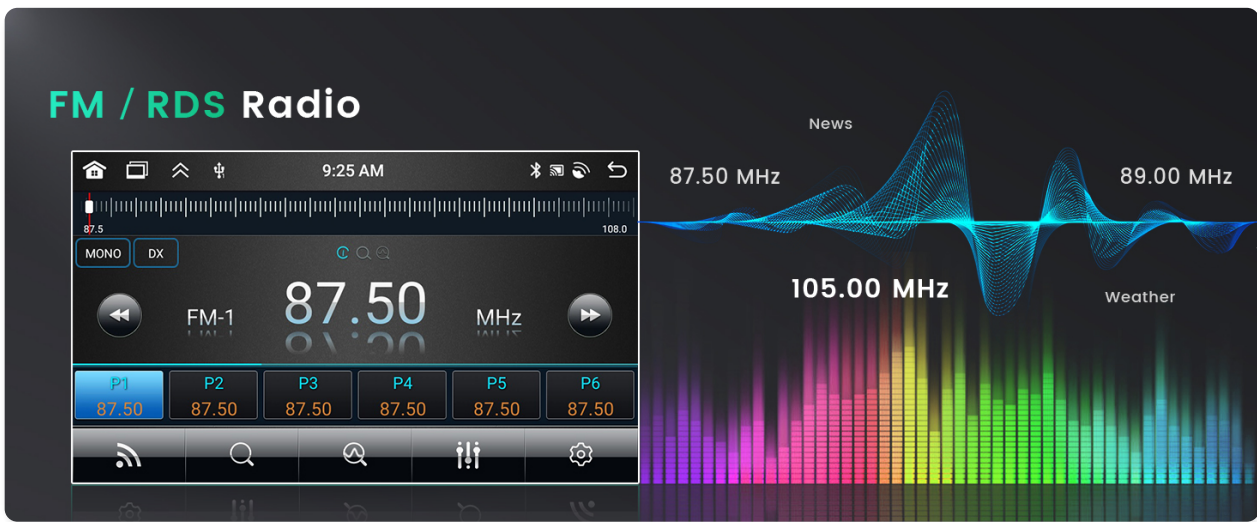 FM / RDS Radio
9:25 AM
87.5
108.0
MONO
DX
FM-1
87.50
MHz
P1
87.50
P2
87.50
P3
87.50
P4
87.50
P5
87.50
P6
87.50
News
87.50 MHz
89.00 MHz
105.00 MHz
Weather